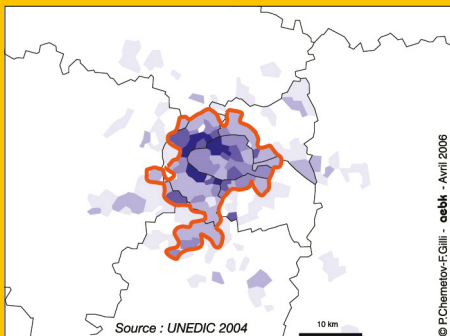 Source : UNEDIC 2004
10 km
© P.Chemetov-F.Gilli - aebk - Avril 2006